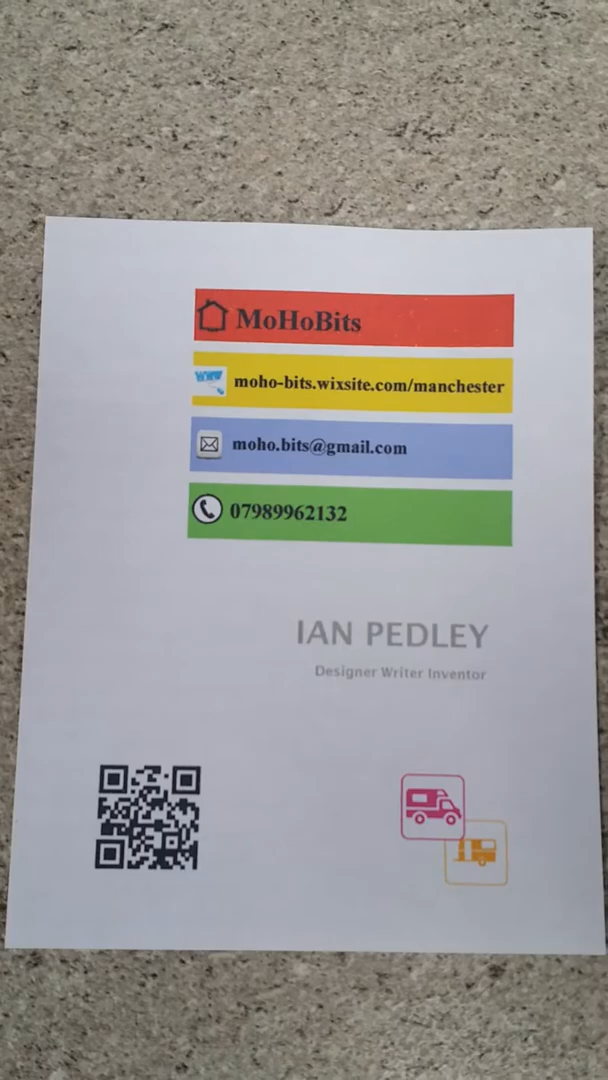 MoHoBits
moho-bits.wixsite.com/manchester
moho.bits@gmail.com
07989962132
IAN PEDLEY
Designer Writer Inventor